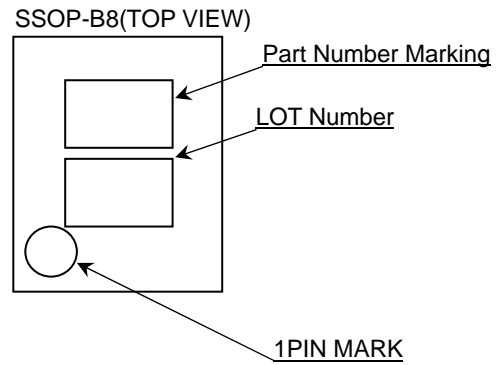 SSOP-B8(TOP VIEW)
Part Number Marking
LOT Number
1PIN MARK